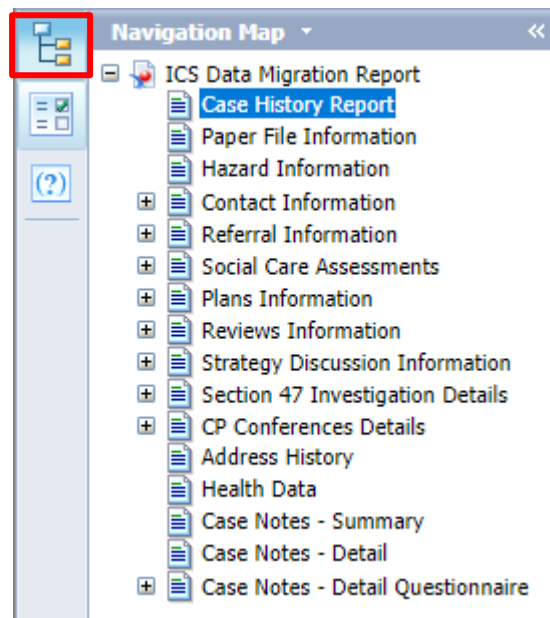 Navigation Map
ICS Data Migration Report
Case History Report
Paper File Information
Hazard Information
(?)
Contact Information
Referral Information
Social Care Assessments
Plans Information
Reviews Information
Strategy Discussion Information
Section 47 Investigation Details
CP Conferences Details
Address History
Health Data
Case Notes - Summary
Case Notes - Detail
Case Notes - Detail Questionnaire